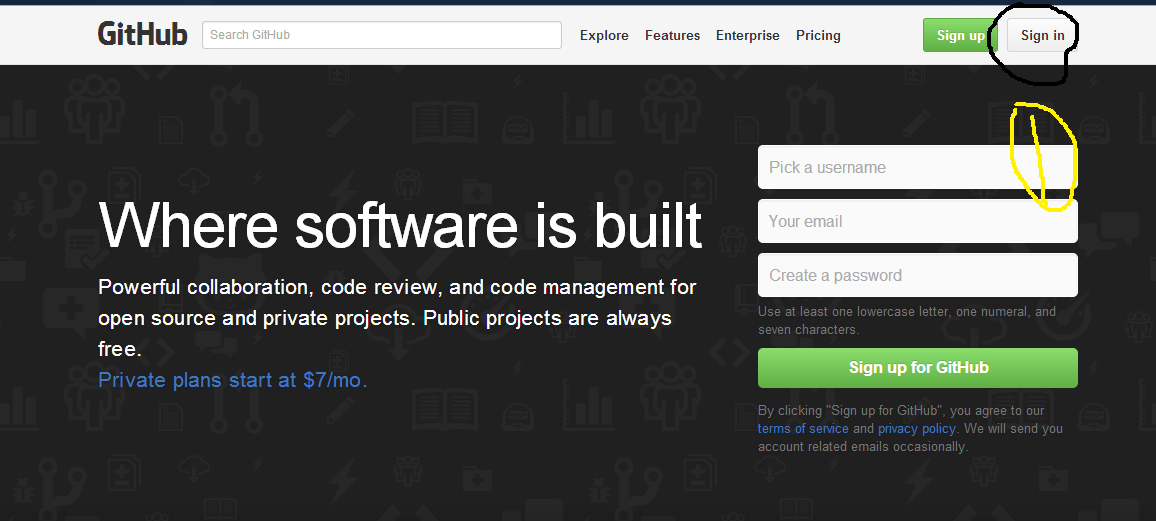 GitHub
Search GitHub
Explore
Features
Enterprise
Pricing
Sign up
Sign in
Where software is built
Powerful collaboration, code review, and code management for
open source and private projects. Public projects are always
free.
Private plans start at $7/mo.
Pick a username
Your email
Create a password
Use at least one lowercase letter, one numeral, and
seven characters.
Sign up for GitHub
By clicking "Sign up for GitHub", you agree to our
terms of service and privacy policy. We will send you
account related emails occasionally.